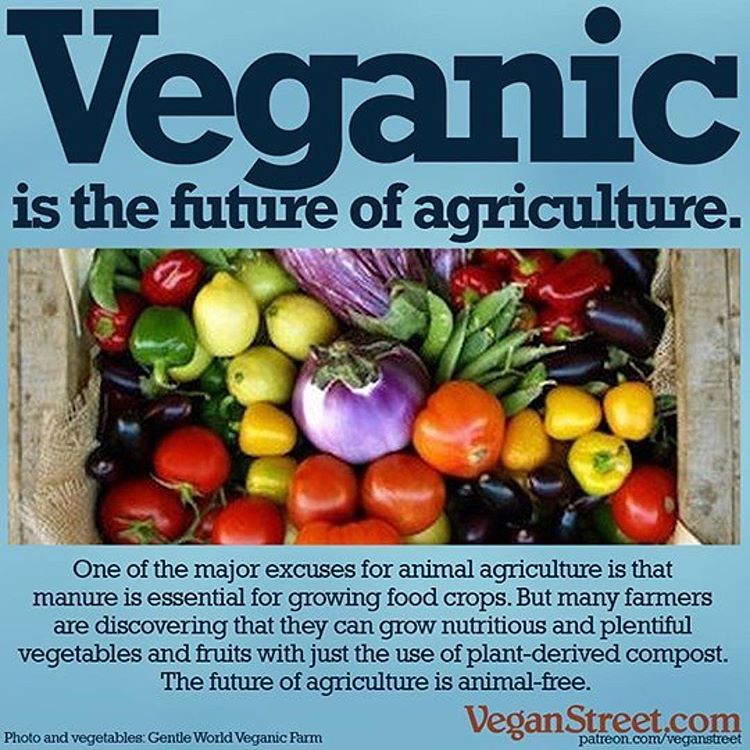 Veganic
is the future of agriculture.
One of the major excuses for animal agriculture is that
manure is essential for growing food crops. But many farmers
are discovering that they can grow nutritious and plentiful
vegetables and fruits with just the use of plant-derived compost.
The future of agriculture is animal-free.
VeganStreet.com
Photo and vegetables: Gentle World Veganic Farm
patreon.com/veganstreet